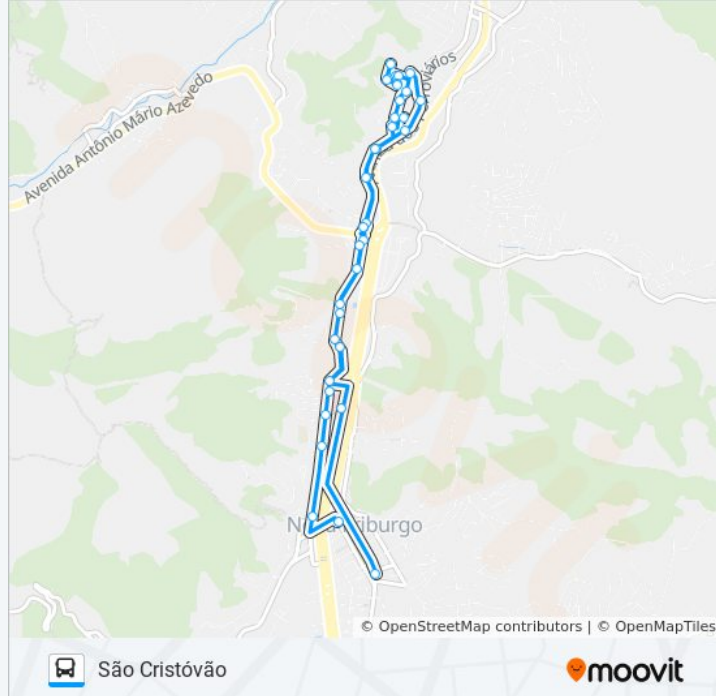 Avenida Antônio Mário Azevedo
© OpenStreetMap contributors | © OpenMapTiles
São Cristóvão
moovit